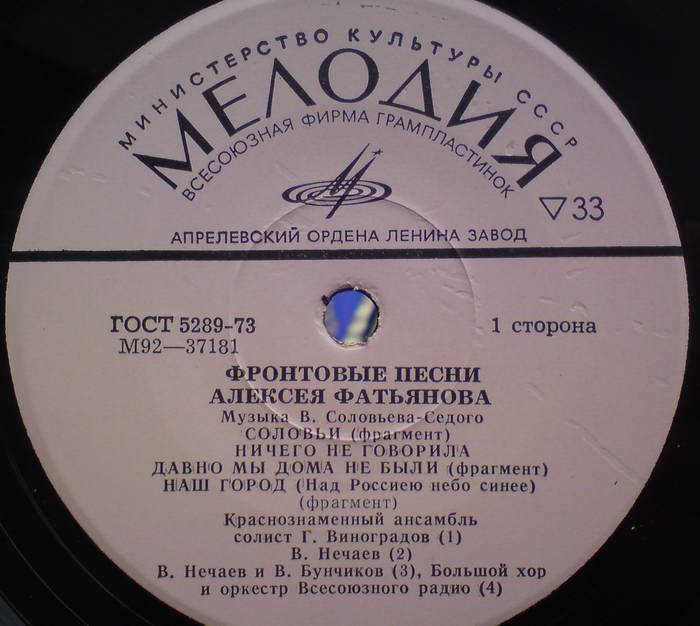 МИНИСТЕРСТВО КУЛЬТУРЫ СССР
МЕЛОДИЯ
ВСЕСОЮЗНАЯ ФИРМА ГРАМПЛАСТИНОК
▽33
АПРЕЛЕВСКИЙ ОРДЕНА ЛЕНИНА ЗАВОД
ГОСТ 5289-73
1 сторона
М92—37181
ФРОНТОВЫЕ ПЕСНИ
АЛЕКСЕЯ ФАТЬЯНОВА
Музыка В. Соловьева-Седого
СОЛОВЬИ (фрагмент)
НИЧЕГО НЕ ГОВОРИЛА
ДАВНО МЫ ДОМА НЕ БЫЛИ (фрагмент)
НАШ ГОРОД (Над Россиею небо синее)
(фрагмент)
Краснознаменный ансамбль
солист Г. Виноградов (1)
В. Нечаев (2)
В. Нечаев и В. Бунчиков (3), Большой хор
и оркестр Всесоюзного радио (4)